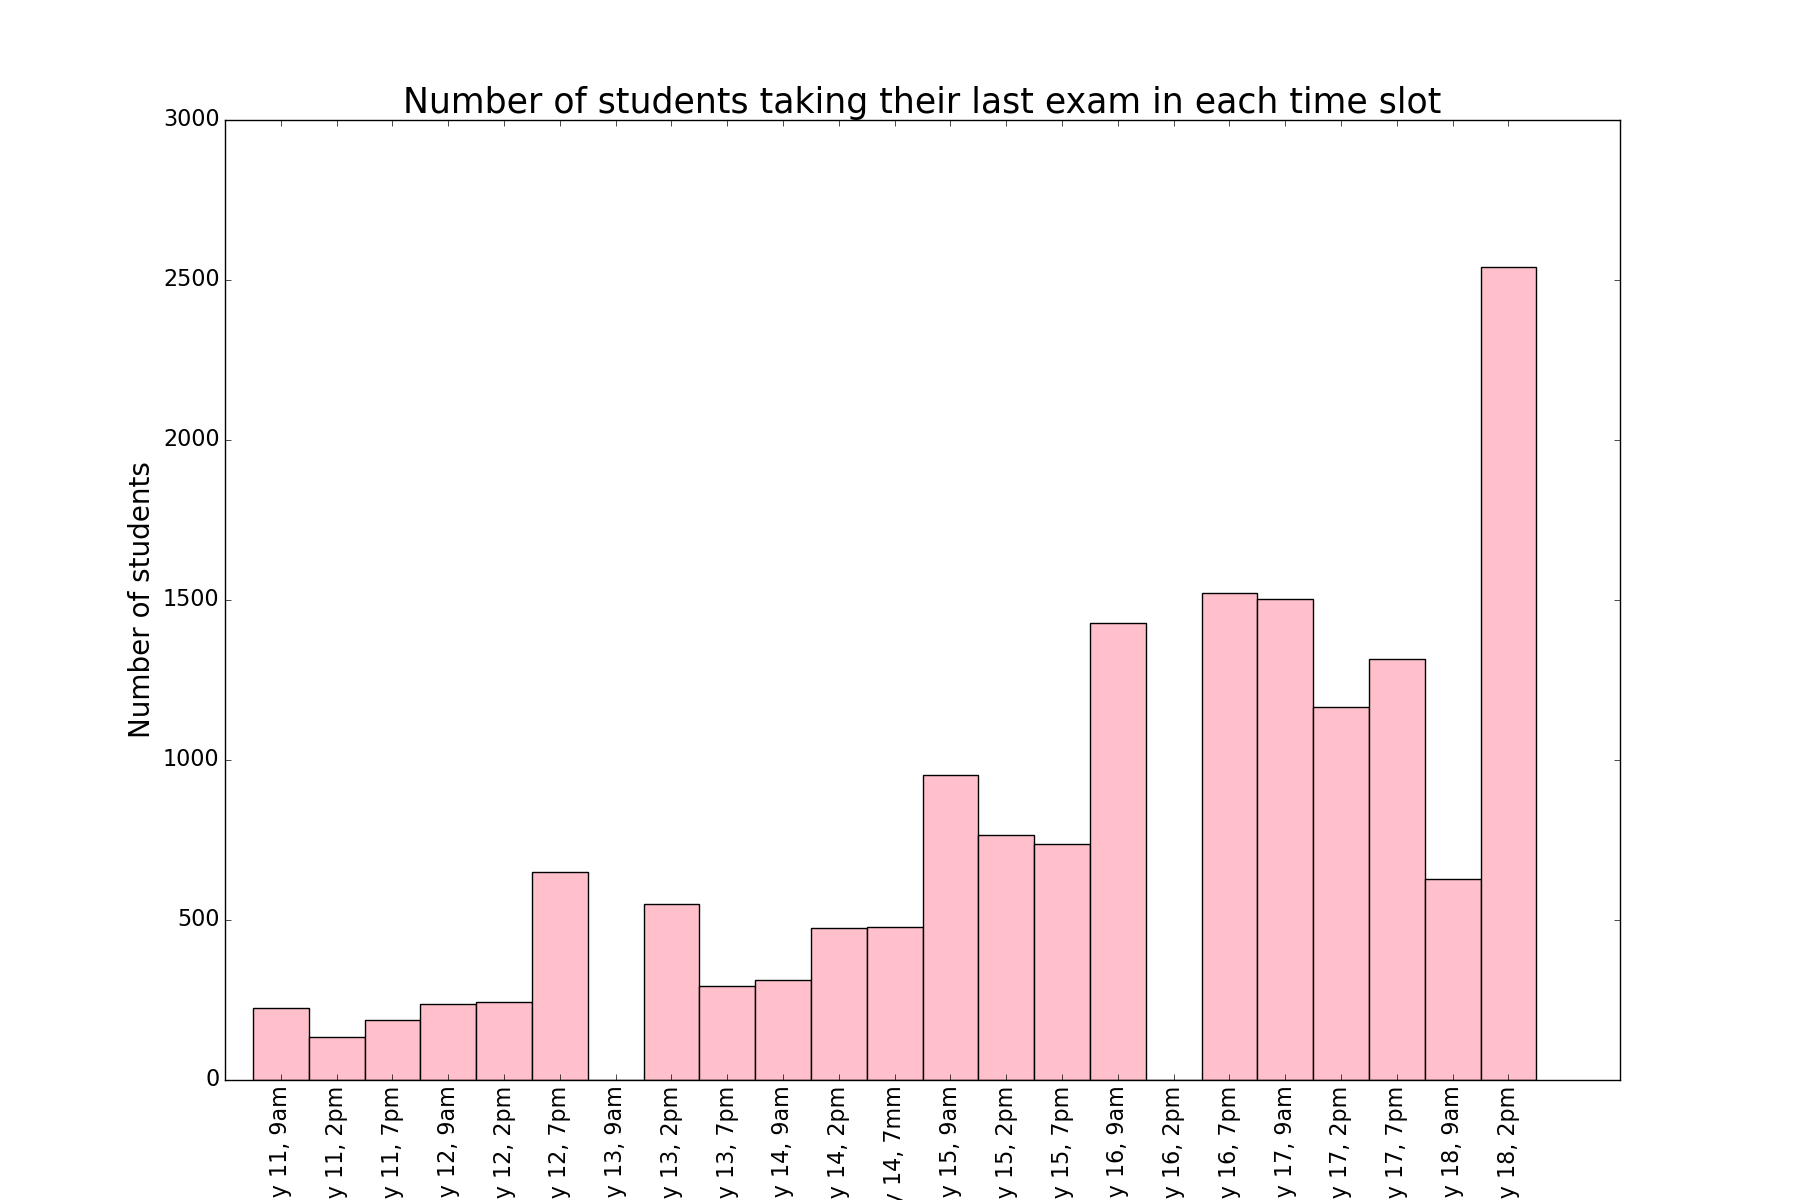 Number of students taking their last exam in each time slot
Number of students
3000
2500
2000
1500
1000
500
0
y 11, 9am
y 11, 2pm
y 11, 7pm
y 12, 9am
y 12, 2pm
y 12, 7pm
y 13, 9am
y 13, 2pm
y 13, 7pm
y 14, 9am
y 14, 2pm
y 14, 7mm
y 15, 9am
y 15, 2pm
y 15, 7pm
y 16, 9am
y 16, 2pm
y 16, 7pm
y 17, 9am
y 17, 2pm
y 17, 7pm
y 18, 9am
y 18, 2pm